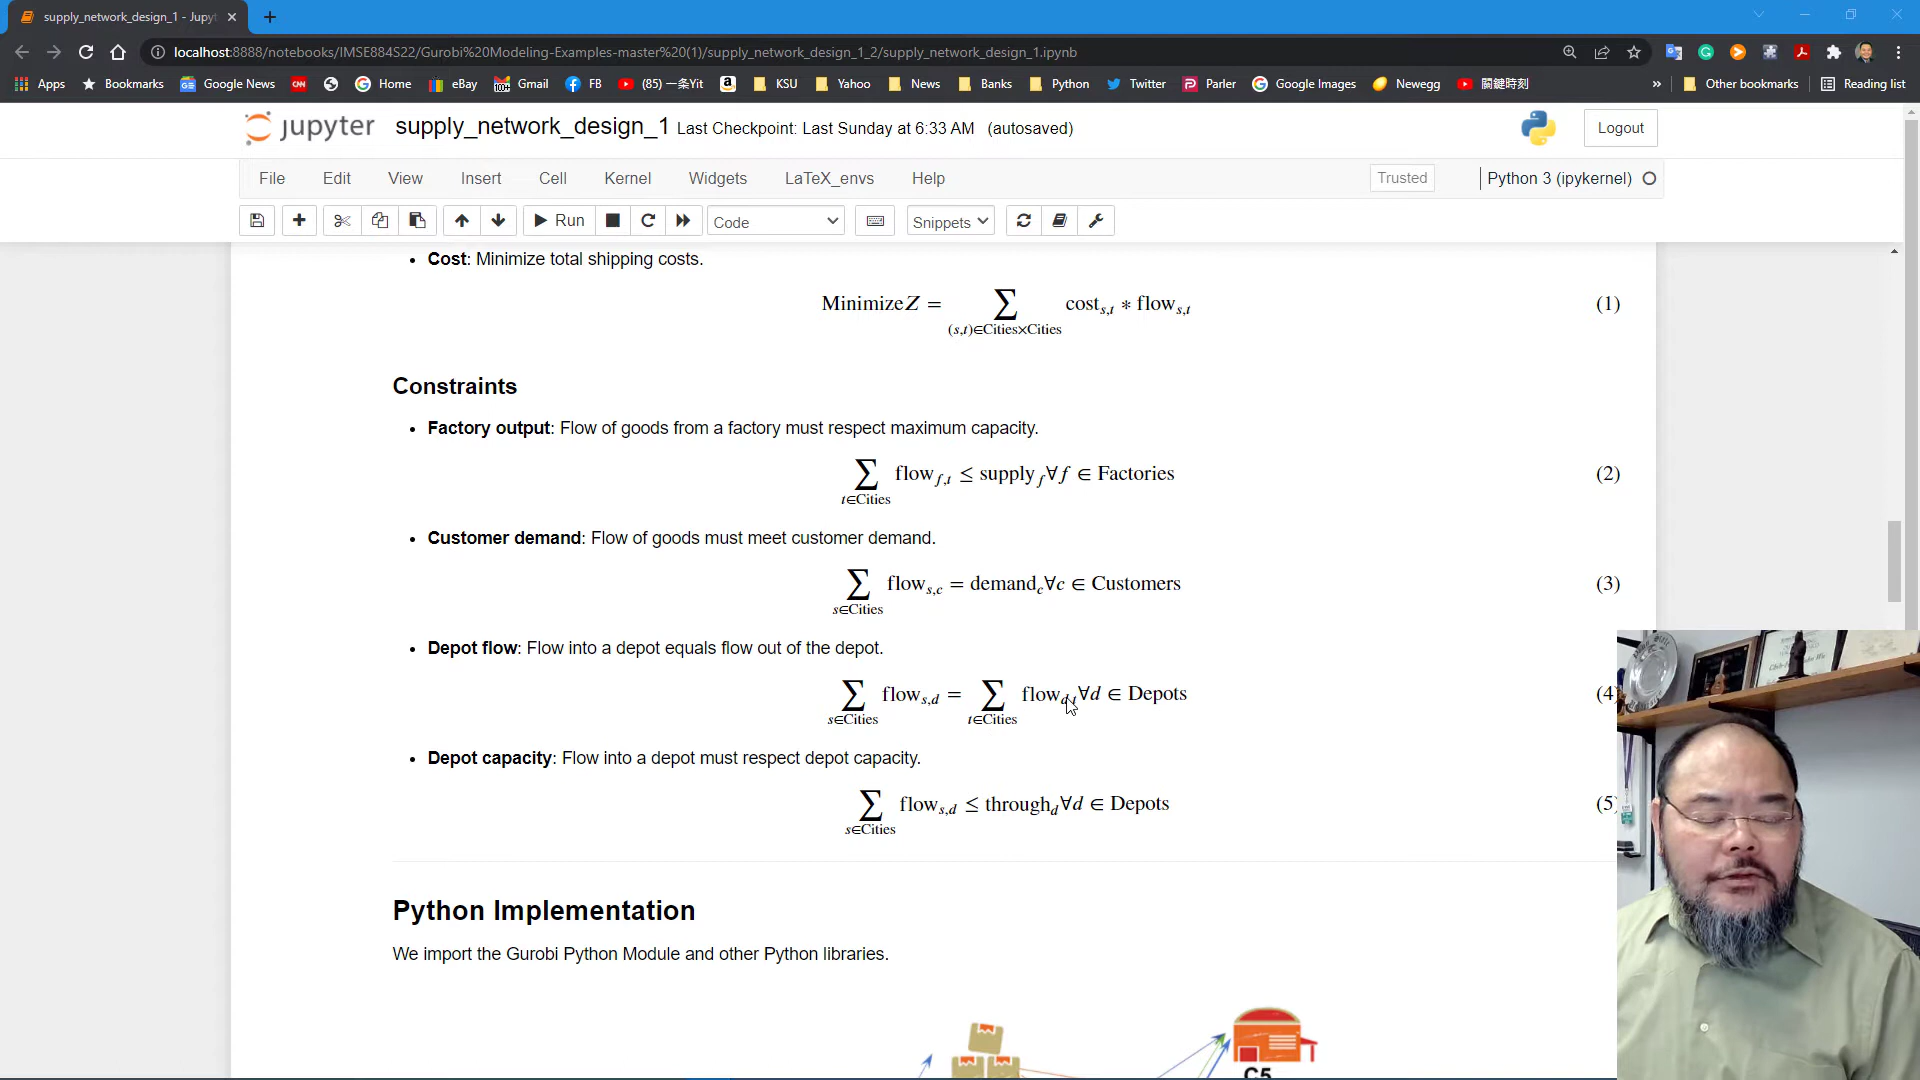 supply_network_design_1 - Jupyt
localhost:8888/notebooks/IMSE884S22/Gurobi%20Modeling-Examples-master%20(1)/supply_network_design_1_2/supply_network_design_1.ipynb
Apps Bookmarks Google News CNN Home eBay Gmail FB (85) 一条Yit KSU Yahoo News Banks Python Twitter Parler Google Images Newegg 關鍵時刻 » Other bookmarks Reading list
jupyter supply_network_design_1 Last Checkpoint: Last Sunday at 6:33 AM (autosaved) Logout
File Edit View Insert Cell Kernel Widgets LaTeX_envs Help Trusted Python 3 (ipykernel)
Run Code Snippets
• Cost: Minimize total shipping costs.
MinimizeZ = ∑_{(s,t)∈Cities×Cities} cost_{s,t} ∗ flow_{s,t} (1)
Constraints
• Factory output: Flow of goods from a factory must respect maximum capacity.
∑_{t∈Cities} flow_{f,t} ≤ supply_f ∀f ∈ Factories (2)
• Customer demand: Flow of goods must meet customer demand.
∑_{s∈Cities} flow_{s,c} = demand_c ∀c ∈ Customers (3)
• Depot flow: Flow into a depot equals flow out of the depot.
∑_{s∈Cities} flow_{s,d} = ∑_{t∈Cities} flow_{d,t} ∀d ∈ Depots (4)
• Depot capacity: Flow into a depot must respect depot capacity.
∑_{s∈Cities} flow_{s,d} ≤ through_d ∀d ∈ Depots (5)
Python Implementation
We import the Gurobi Python Module and other Python libraries.
C5